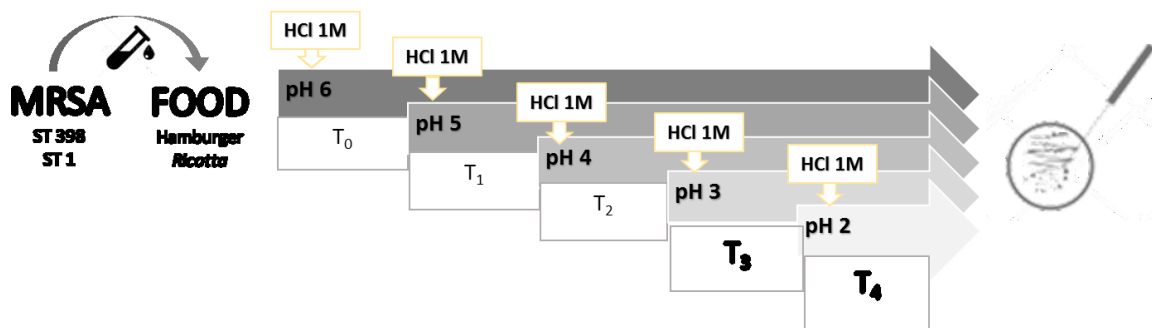 MRSA
ST 398
ST 1
FOOD
Hamburger
Ricotta
HCl 1M
pH 6
T₀
HCl 1M
pH 5
T₁
HCl 1M
pH 4
T₂
HCl 1M
pH 3
T₃
HCl 1M
pH 2
T₄